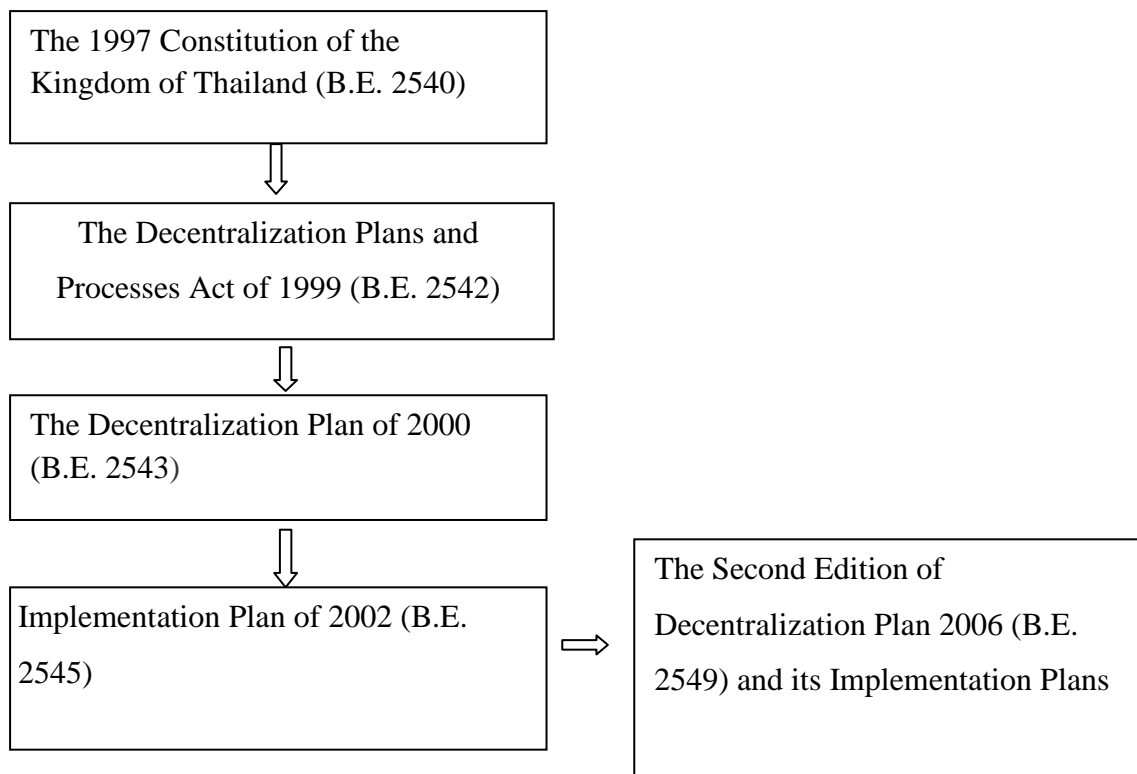 The 1997 Constitution of the
Kingdom of Thailand (B.E. 2540)
The Decentralization Plans and
Processes Act of 1999 (B.E. 2542)
The Decentralization Plan of 2000
(B.E. 2543)
Implementation Plan of 2002 (B.E.
2545)
The Second Edition of
Decentralization Plan 2006 (B.E.
2549) and its Implementation Plans